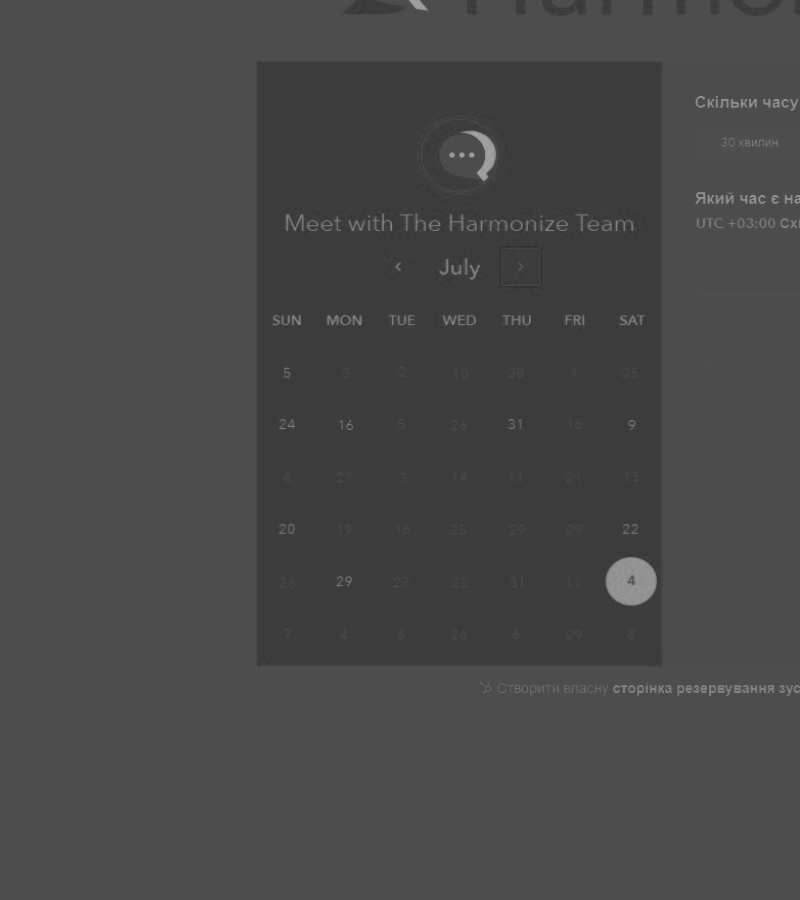 Harmoni
Скільки часу
30 хвилин
Який час є на
UTC +03:00 Схі
Meet with The Harmonize Team
July
SUN MON TUE WED THU FRI SAT
5 3 2 10 28 1 25
24 16 5 26 31 16 9
4 27 3 14 11 21 13
20 19 16 25 29 29 22
26 29 27 22 31 11 4
7 4 6 26 6 29 8
Створити власну сторінка резервування зус